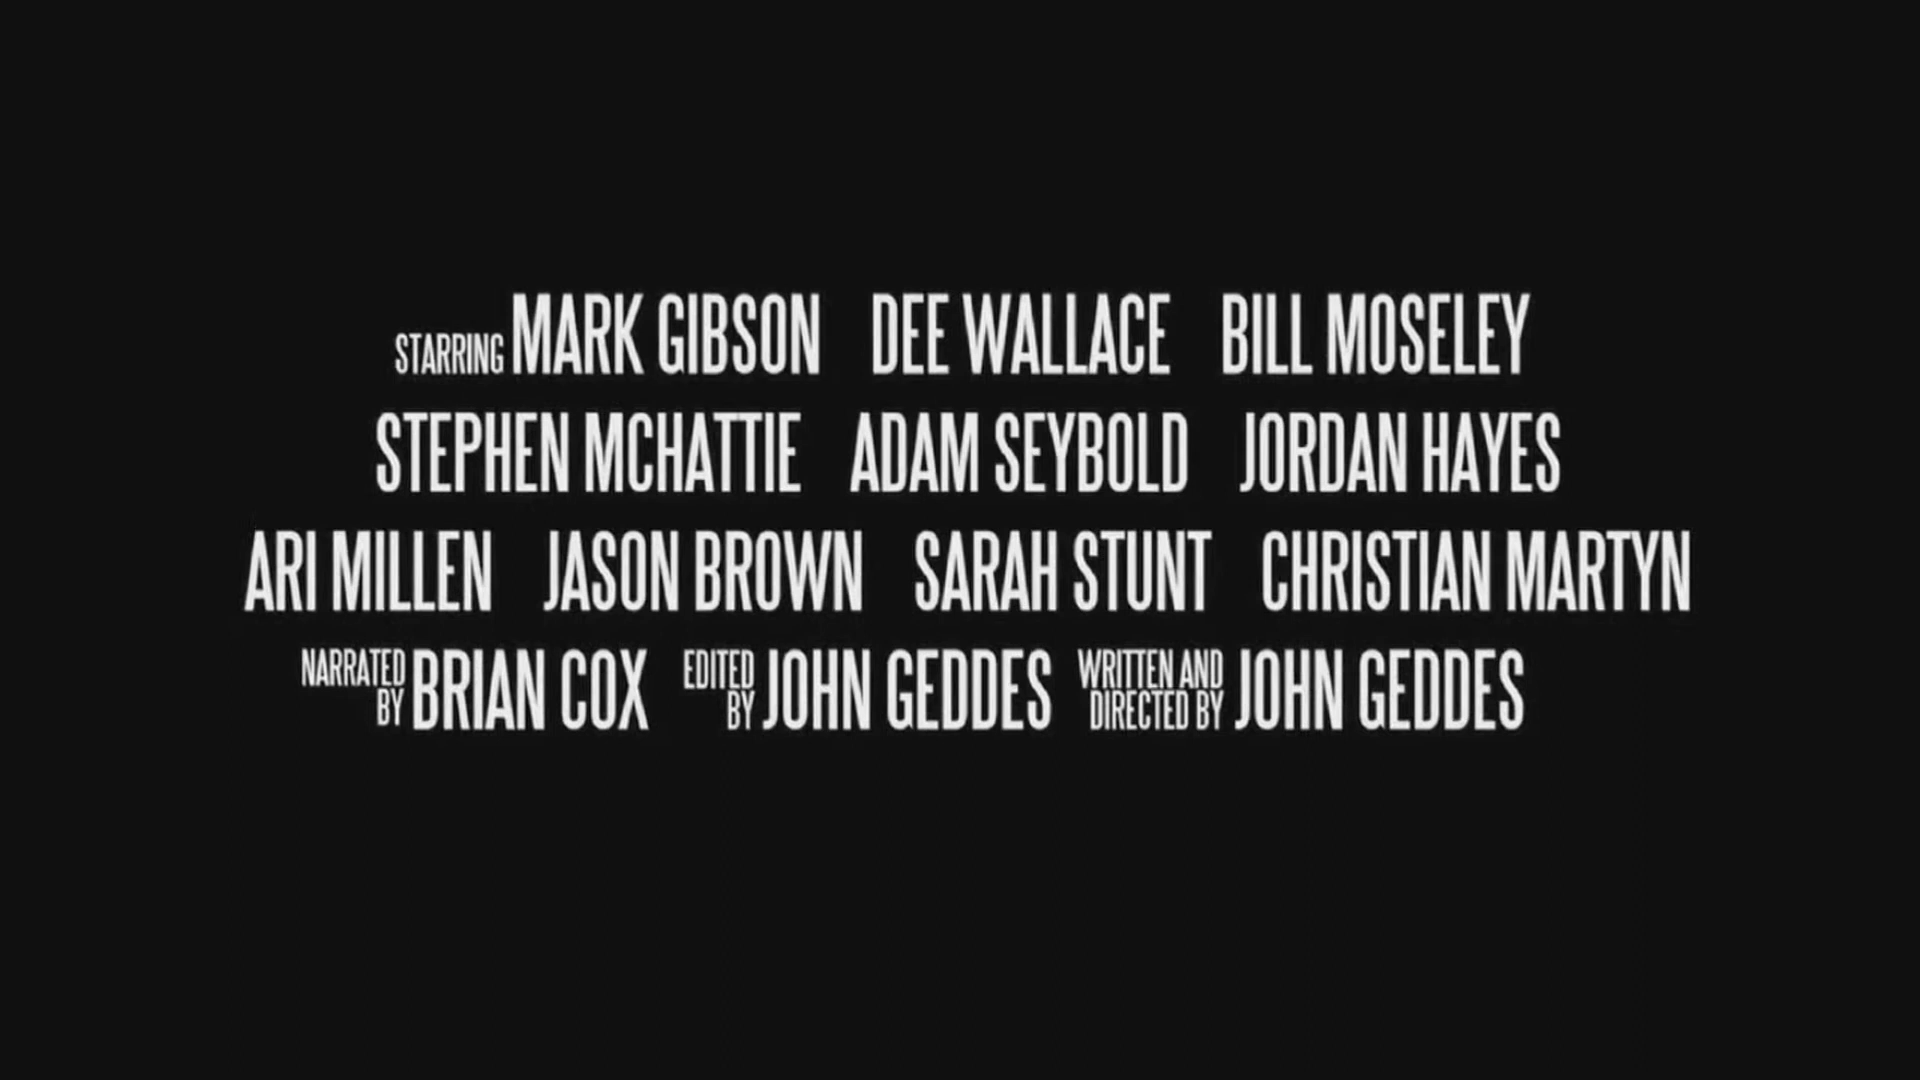 STARRING MARK GIBSON DEE WALLACE BILL MOSELEY
STEPHEN MCHATTIE ADAM SEYBOLD JORDAN HAYES
ARI MILLEN JASON BROWN SARAH STUNT CHRISTIAN MARTYN
NARRATED BY BRIAN COX EDITED BY JOHN GEDDES WRITTEN AND DIRECTED BY JOHN GEDDES